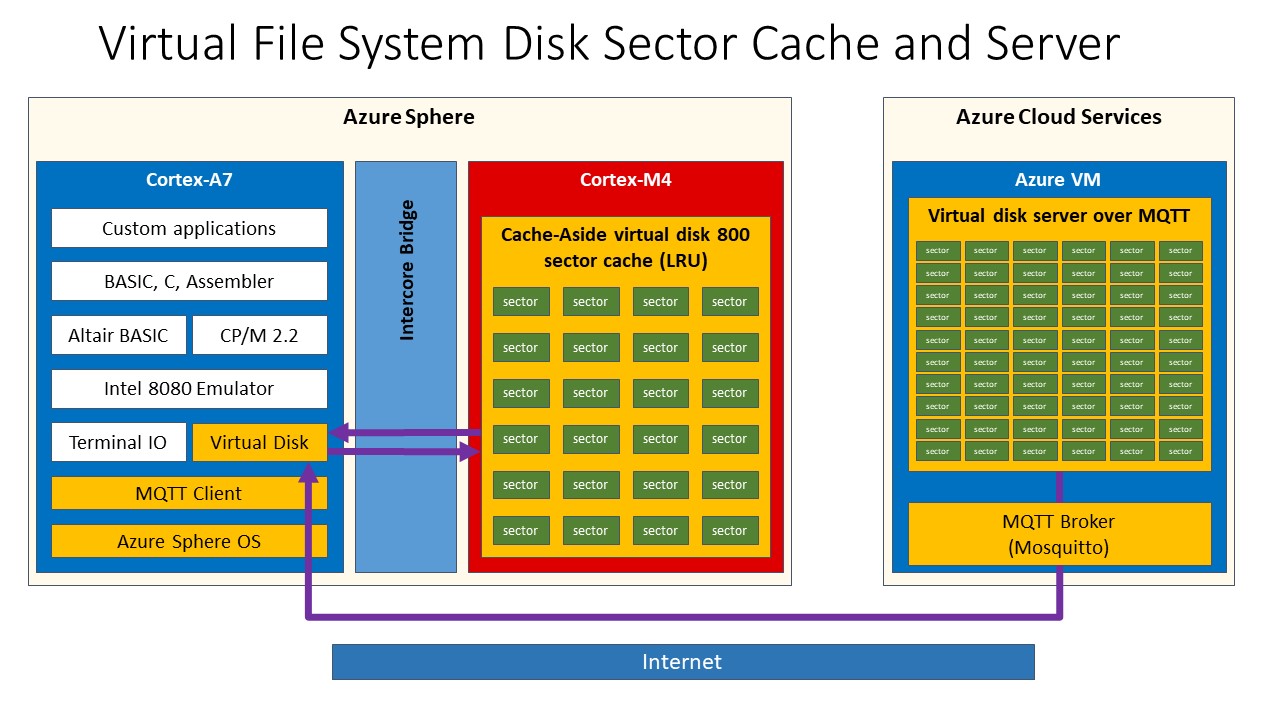 Virtual File System Disk Sector Cache and Server
Azure Sphere
Cortex-A7
Custom applications
BASIC, C, Assembler
Altair BASIC
CP/M 2.2
Intel 8080 Emulator
Terminal IO
Virtual Disk
MQTT Client
Azure Sphere OS
Intercore Bridge
Cortex-M4
Cache-Aside virtual disk 800
sector cache (LRU)
sector sector sector sector
sector sector sector sector
sector sector sector sector
sector sector sector sector
sector sector sector sector
sector sector sector sector
Azure Cloud Services
Azure VM
Virtual disk server over MQTT
sector sector sector sector sector sector
sector sector sector sector sector sector
sector sector sector sector sector sector
sector sector sector sector sector sector
sector sector sector sector sector sector
sector sector sector sector sector sector
sector sector sector sector sector sector
sector sector sector sector sector sector
sector sector sector sector sector sector
sector sector sector sector sector sector
MQTT Broker
(Mosquitto)
Internet